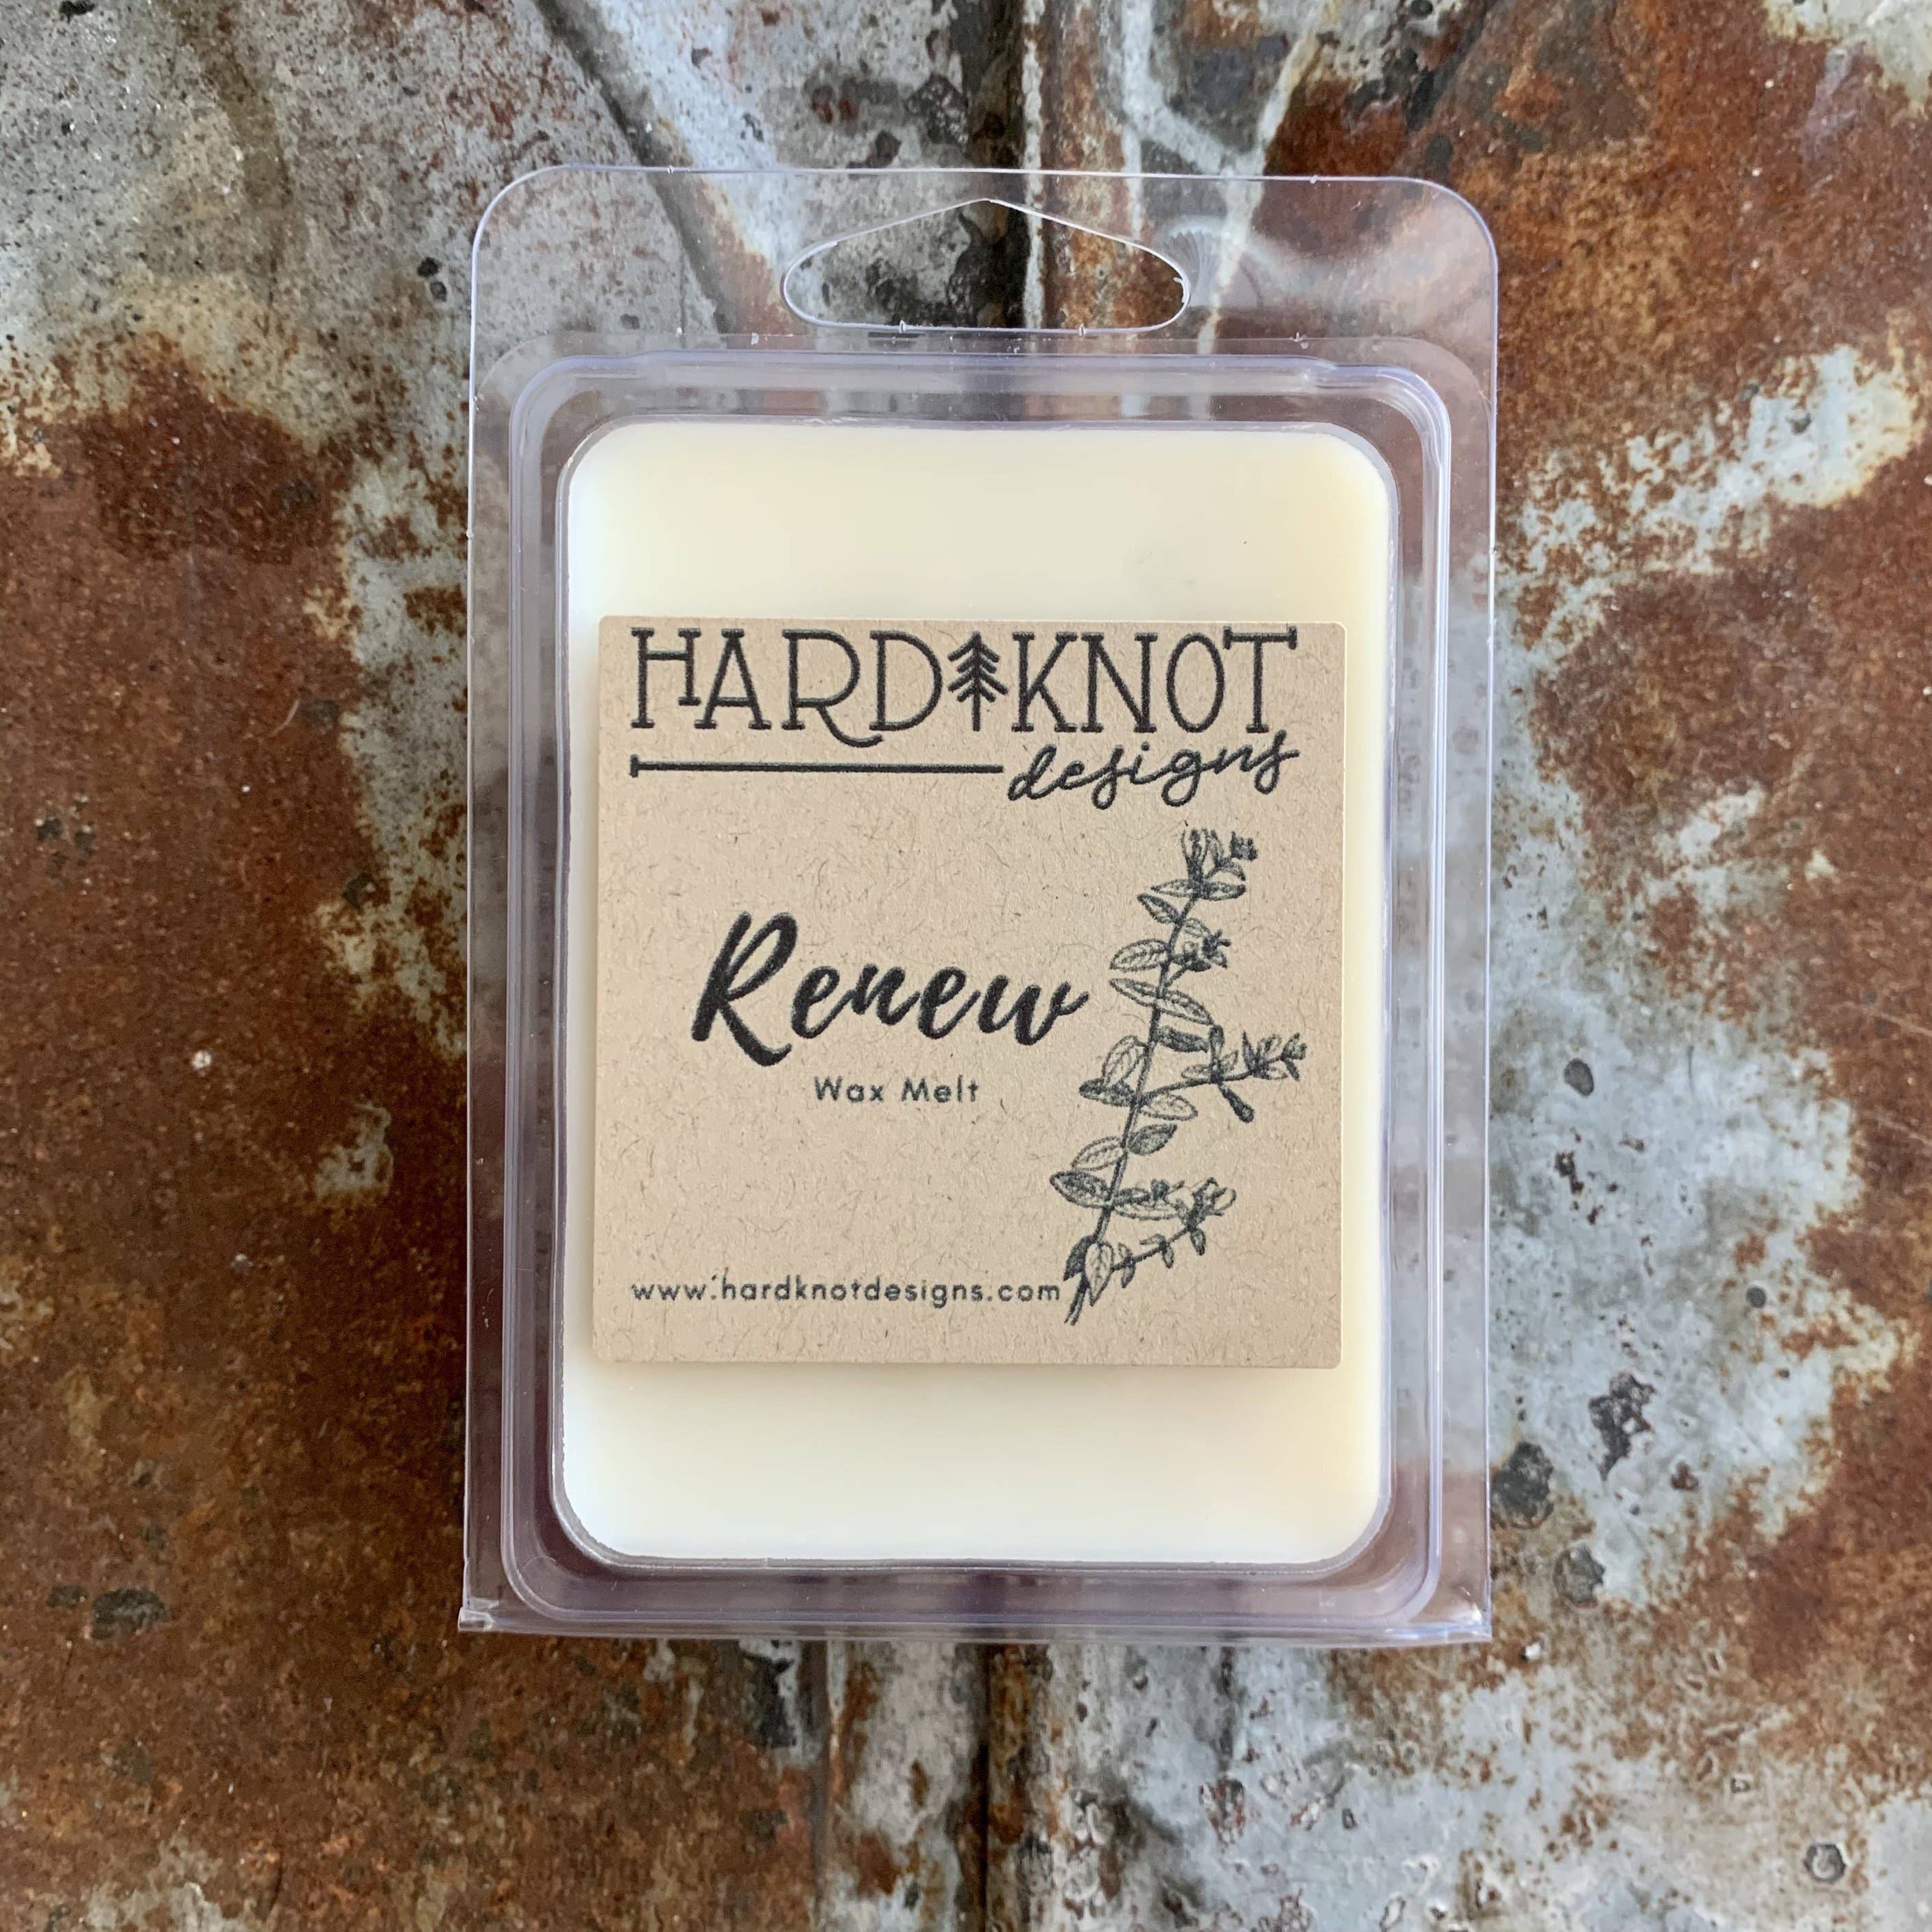 HARD KNOT
designs
Renew
Wax Melt
www.hardknotdesigns.com